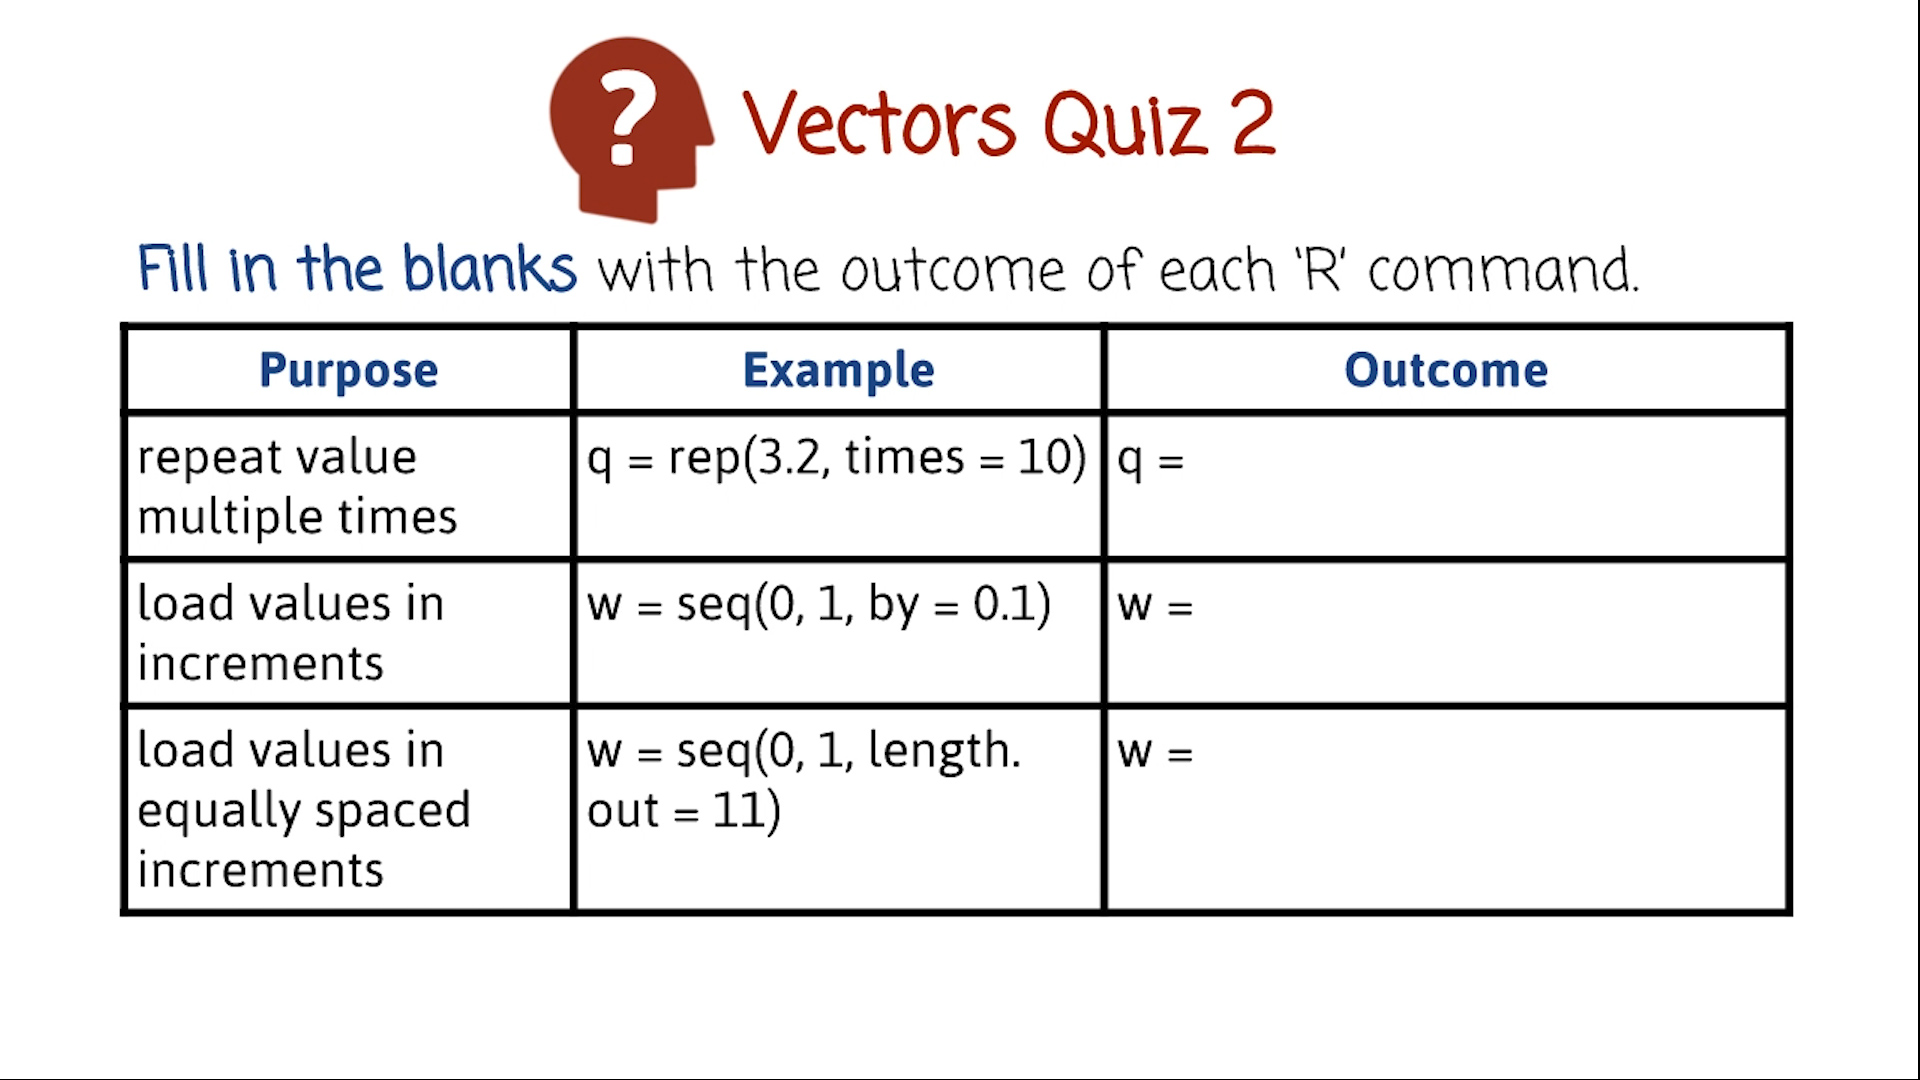 ?
Vectors Quiz 2
Fill in the blanks with the outcome of each 'R' command.
Purpose
Example
Outcome
repeat value
multiple times
q = rep(3.2, times = 10)
q =
load values in
increments
w = seq(0, 1, by = 0.1)
w =
load values in
equally spaced
increments
w = seq(0, 1, length.
out = 11)
w =